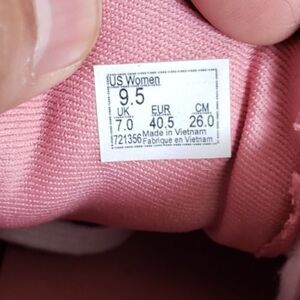 US Women
9.5
UK EUR CM
7.0 40.5 26.0
Made in Vietnam
721356 Fabriqué en Vietnam